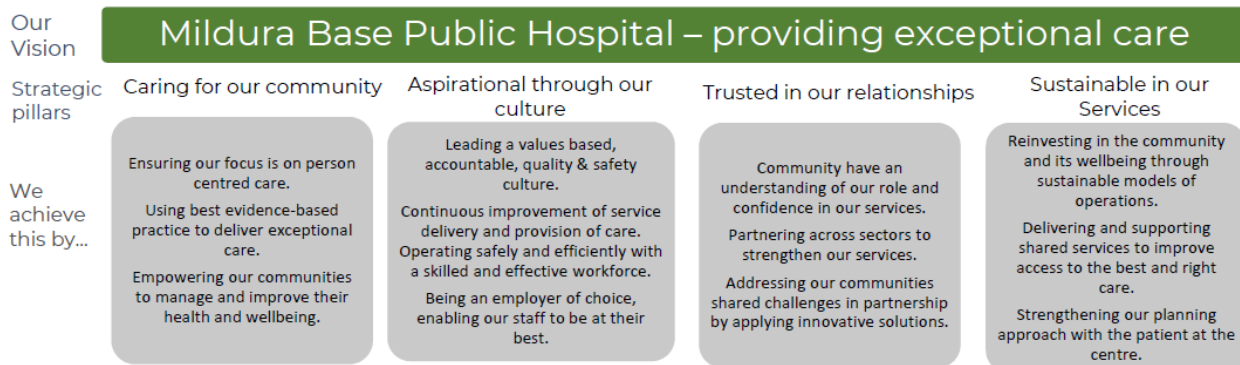 Our
Vision
Mildura Base Public Hospital – providing exceptional care
Strategic
pillars
Caring for our community
Aspirational through our
culture
Trusted in our relationships
Sustainable in our
Services
We
achieve
this by...
Ensuring our focus is on person
centred care.
Using best evidence-based
practice to deliver exceptional
care.
Empowering our communities
to manage and improve their
health and wellbeing.
Leading a values based,
accountable, quality & safety
culture.
Continuous improvement of service
delivery and provision of care.
Operating safely and efficiently with
a skilled and effective workforce.
Being an employer of choice,
enabling our staff to be at their
best.
Community have an
understanding of our role and
confidence in our services.
Partnering across sectors to
strengthen our services.
Addressing our communities
shared challenges in partnership
by applying innovative solutions.
Reinvesting in the community
and its wellbeing through
sustainable models of
operations.
Delivering and supporting
shared services to improve
access to the best and right
care.
Strengthening our planning
approach with the patient at the
centre.